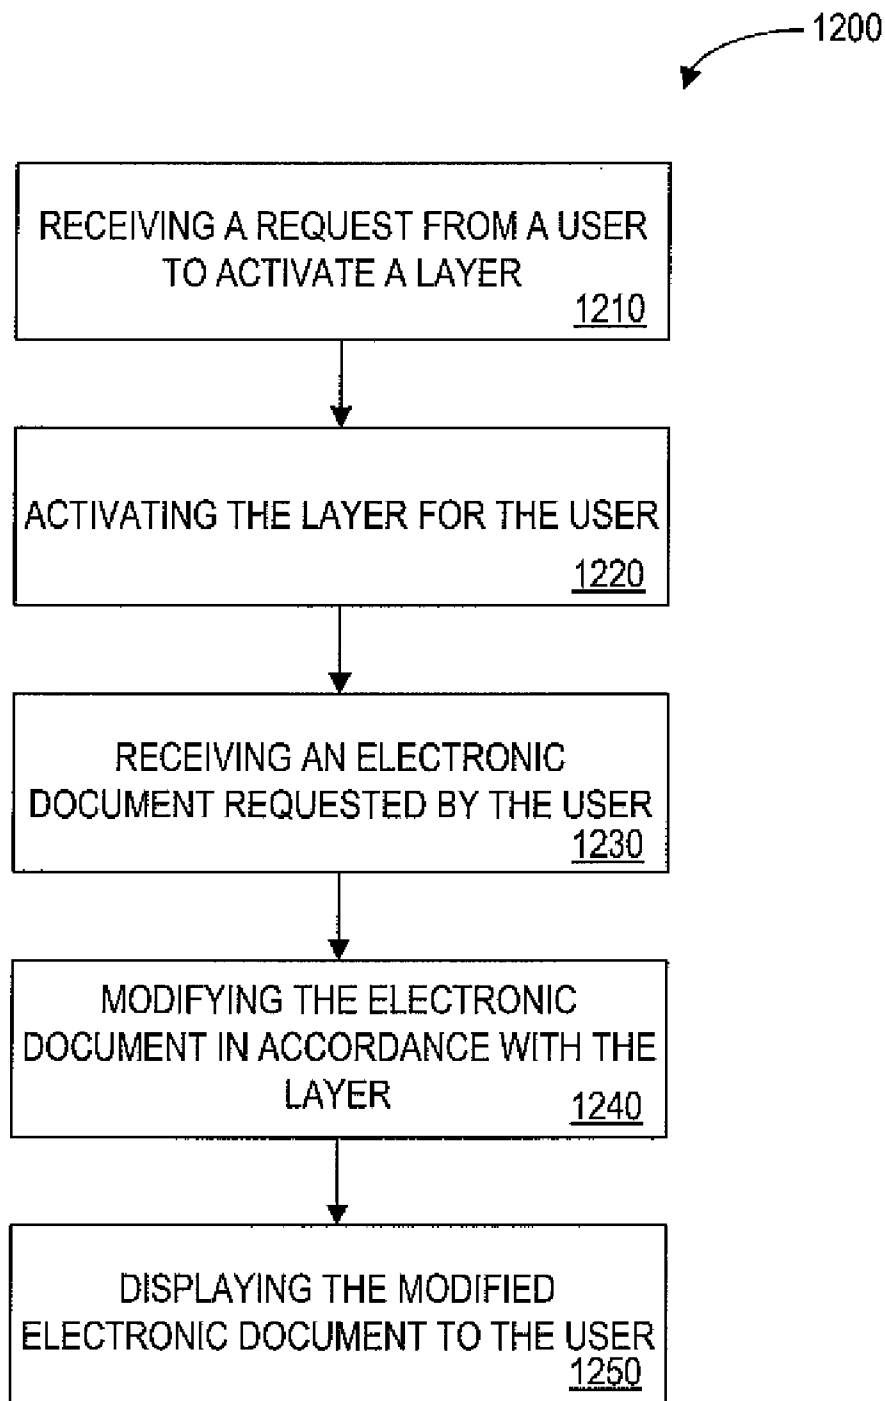 1200
RECEIVING A REQUEST FROM A USER
TO ACTIVATE A LAYER
1210
ACTIVATING THE LAYER FOR THE USER
1220
RECEIVING AN ELECTRONIC
DOCUMENT REQUESTED BY THE USER
1230
MODIFYING THE ELECTRONIC
DOCUMENT IN ACCORDANCE WITH THE
LAYER
1240
DISPLAYING THE MODIFIED
ELECTRONIC DOCUMENT TO THE USER
1250